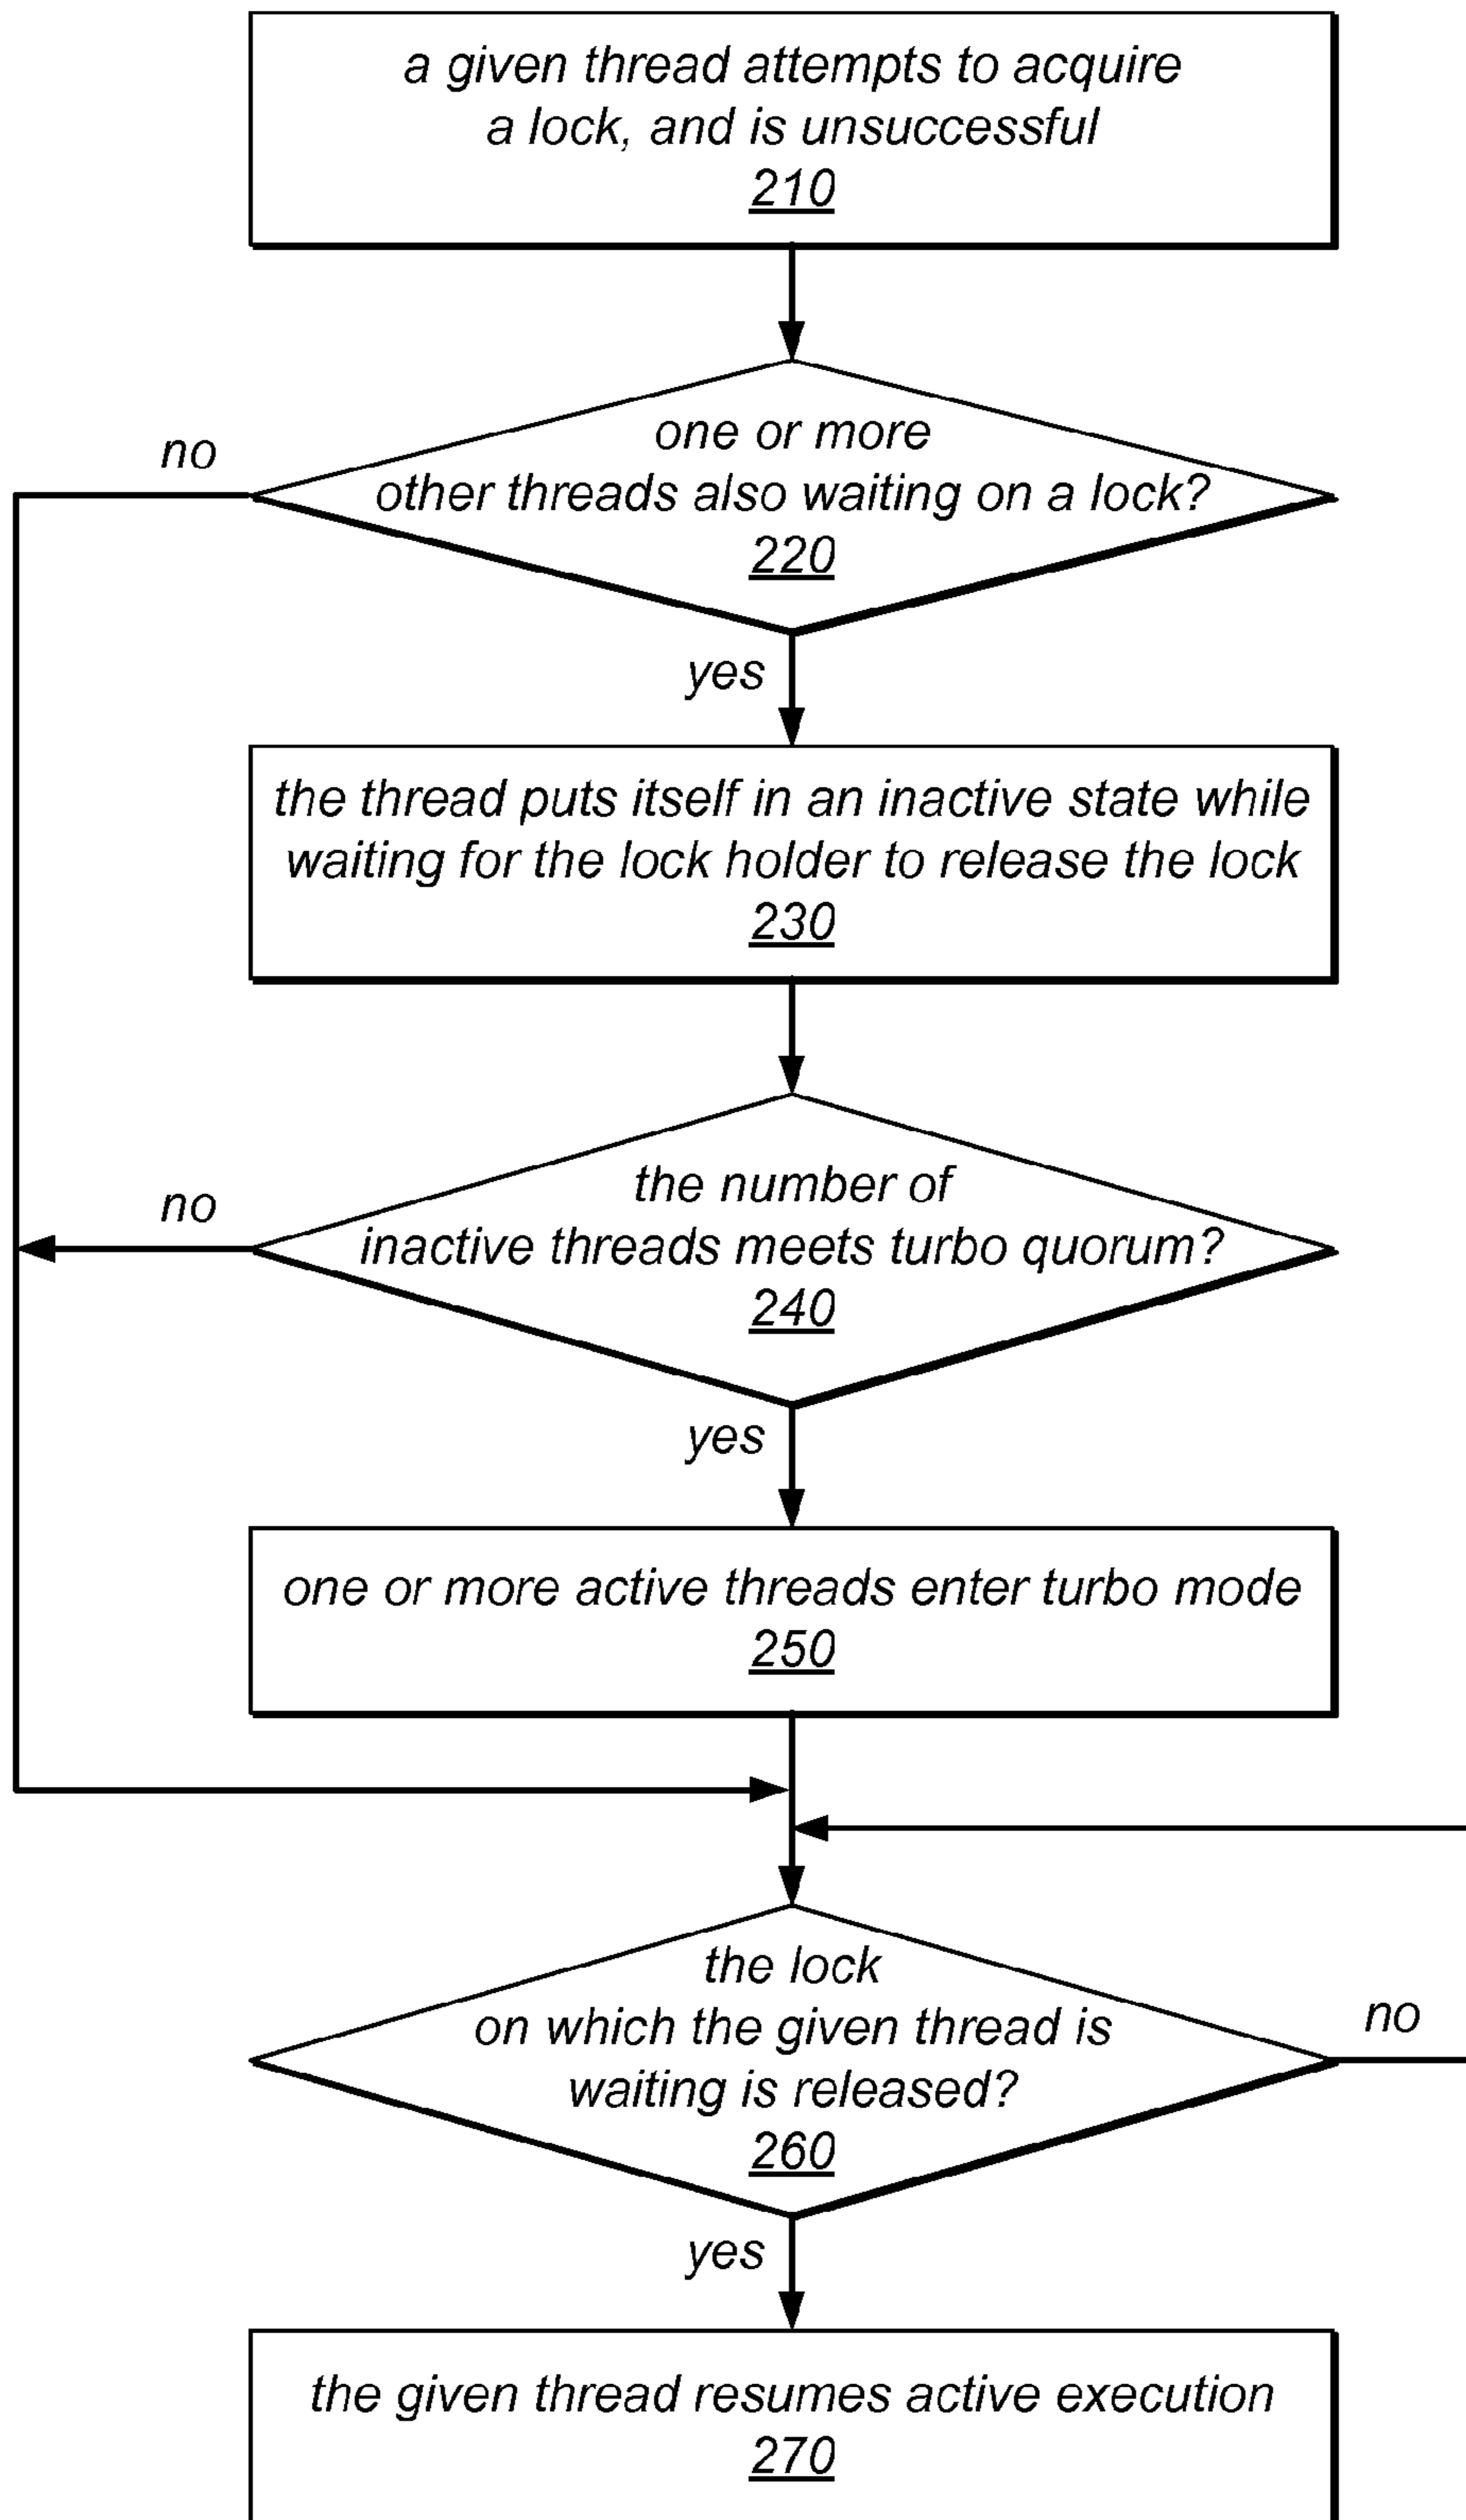 a given thread attempts to acquire
a lock, and is unsuccessful
210
no
one or more
other threads also waiting on a lock?
220
yes
the thread puts itself in an inactive state while
waiting for the lock holder to release the lock
230
no
the number of
inactive threads meets turbo quorum?
240
yes
one or more active threads enter turbo mode
250
the lock
on which the given thread is
waiting is released?
260
no
yes
the given thread resumes active execution
270